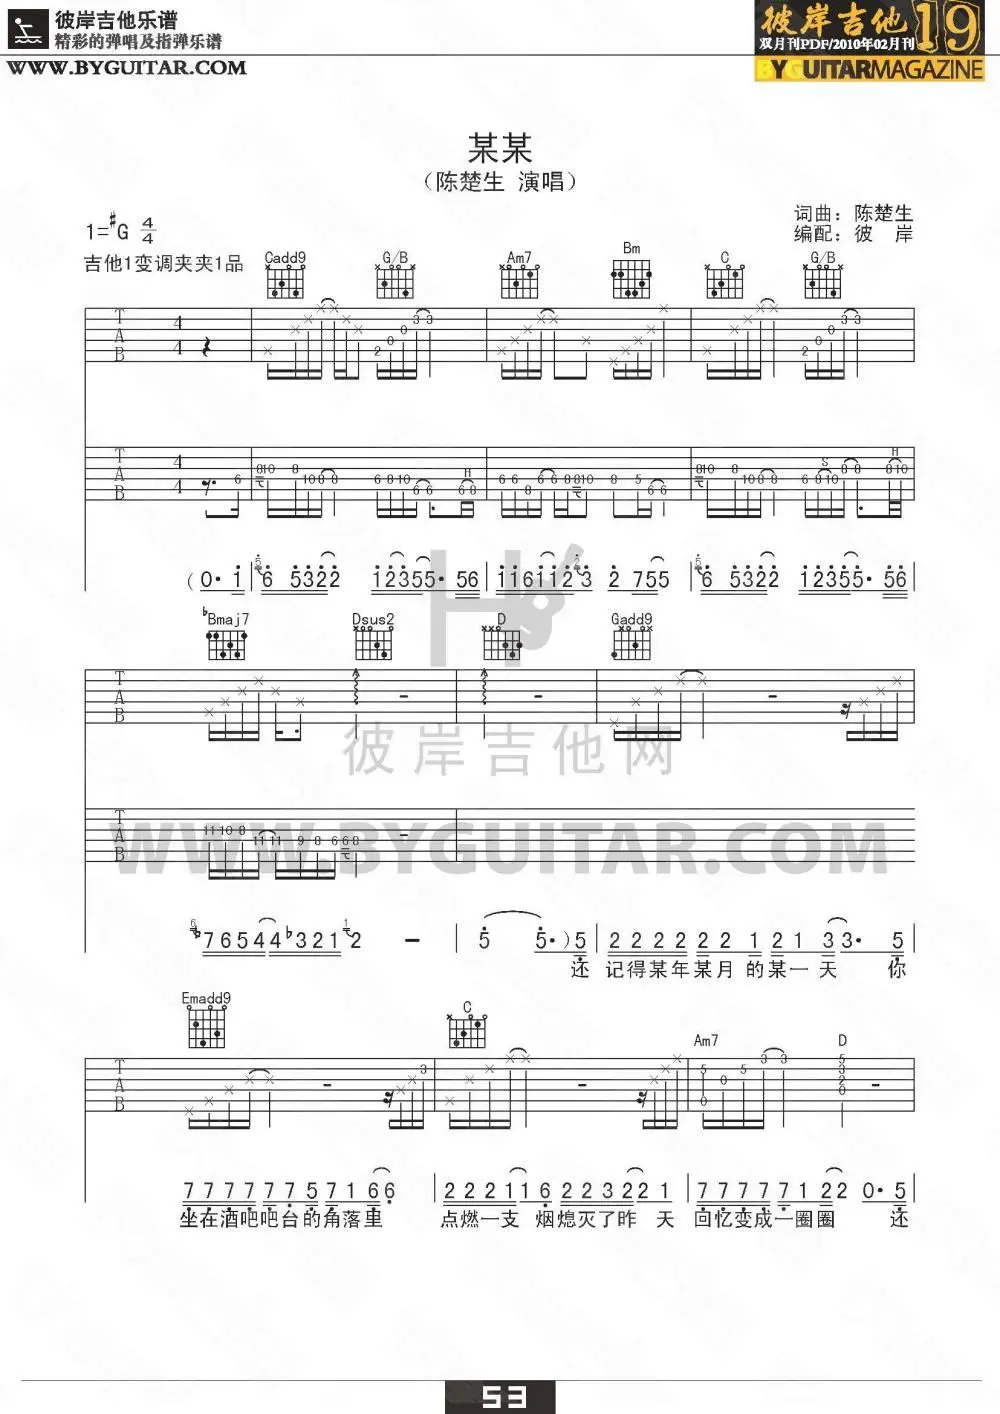 彼岸吉他乐谱
精彩的弹唱及指弹乐谱
WWW.BYGUITAR.COM
彼岸吉他 19
双月刊PDF/2010年02月刊
BYGUITARMAGAZINE
某某
（陈楚生 演唱）
1=#G 4/4
词曲：陈楚生
编配：彼 岸
吉他1变调夹夹1品
Cadd9 G/B Am7 Bm C G/B
T A B 4 4
T A B 4 4
(0· 1 6 5322 12355· 56 116112 3 2 755 6 5322 12355· 56
♭Bmaj7 Dsus2 D Gadd9
T A B
彼岸吉他网
T A B
WWW.BYGUITAR.COM
♭76544♭321 2 － 5 5·) 5 2 2 2 2 2 2 1 2 1 3 3· 5
还 记得某年某月的某一天 你
Emadd9 C Am7 D
T A B
7 7 7 7 7 7 5 7 1 6 6 2 2 2 1 1 6 2 2 3 2 2 1 7 7 7 7 7 1 2 2 0· 5
坐在酒吧吧台的角落里 点燃一支 烟熄灭了昨 天 回忆变成一圈圈 还
53